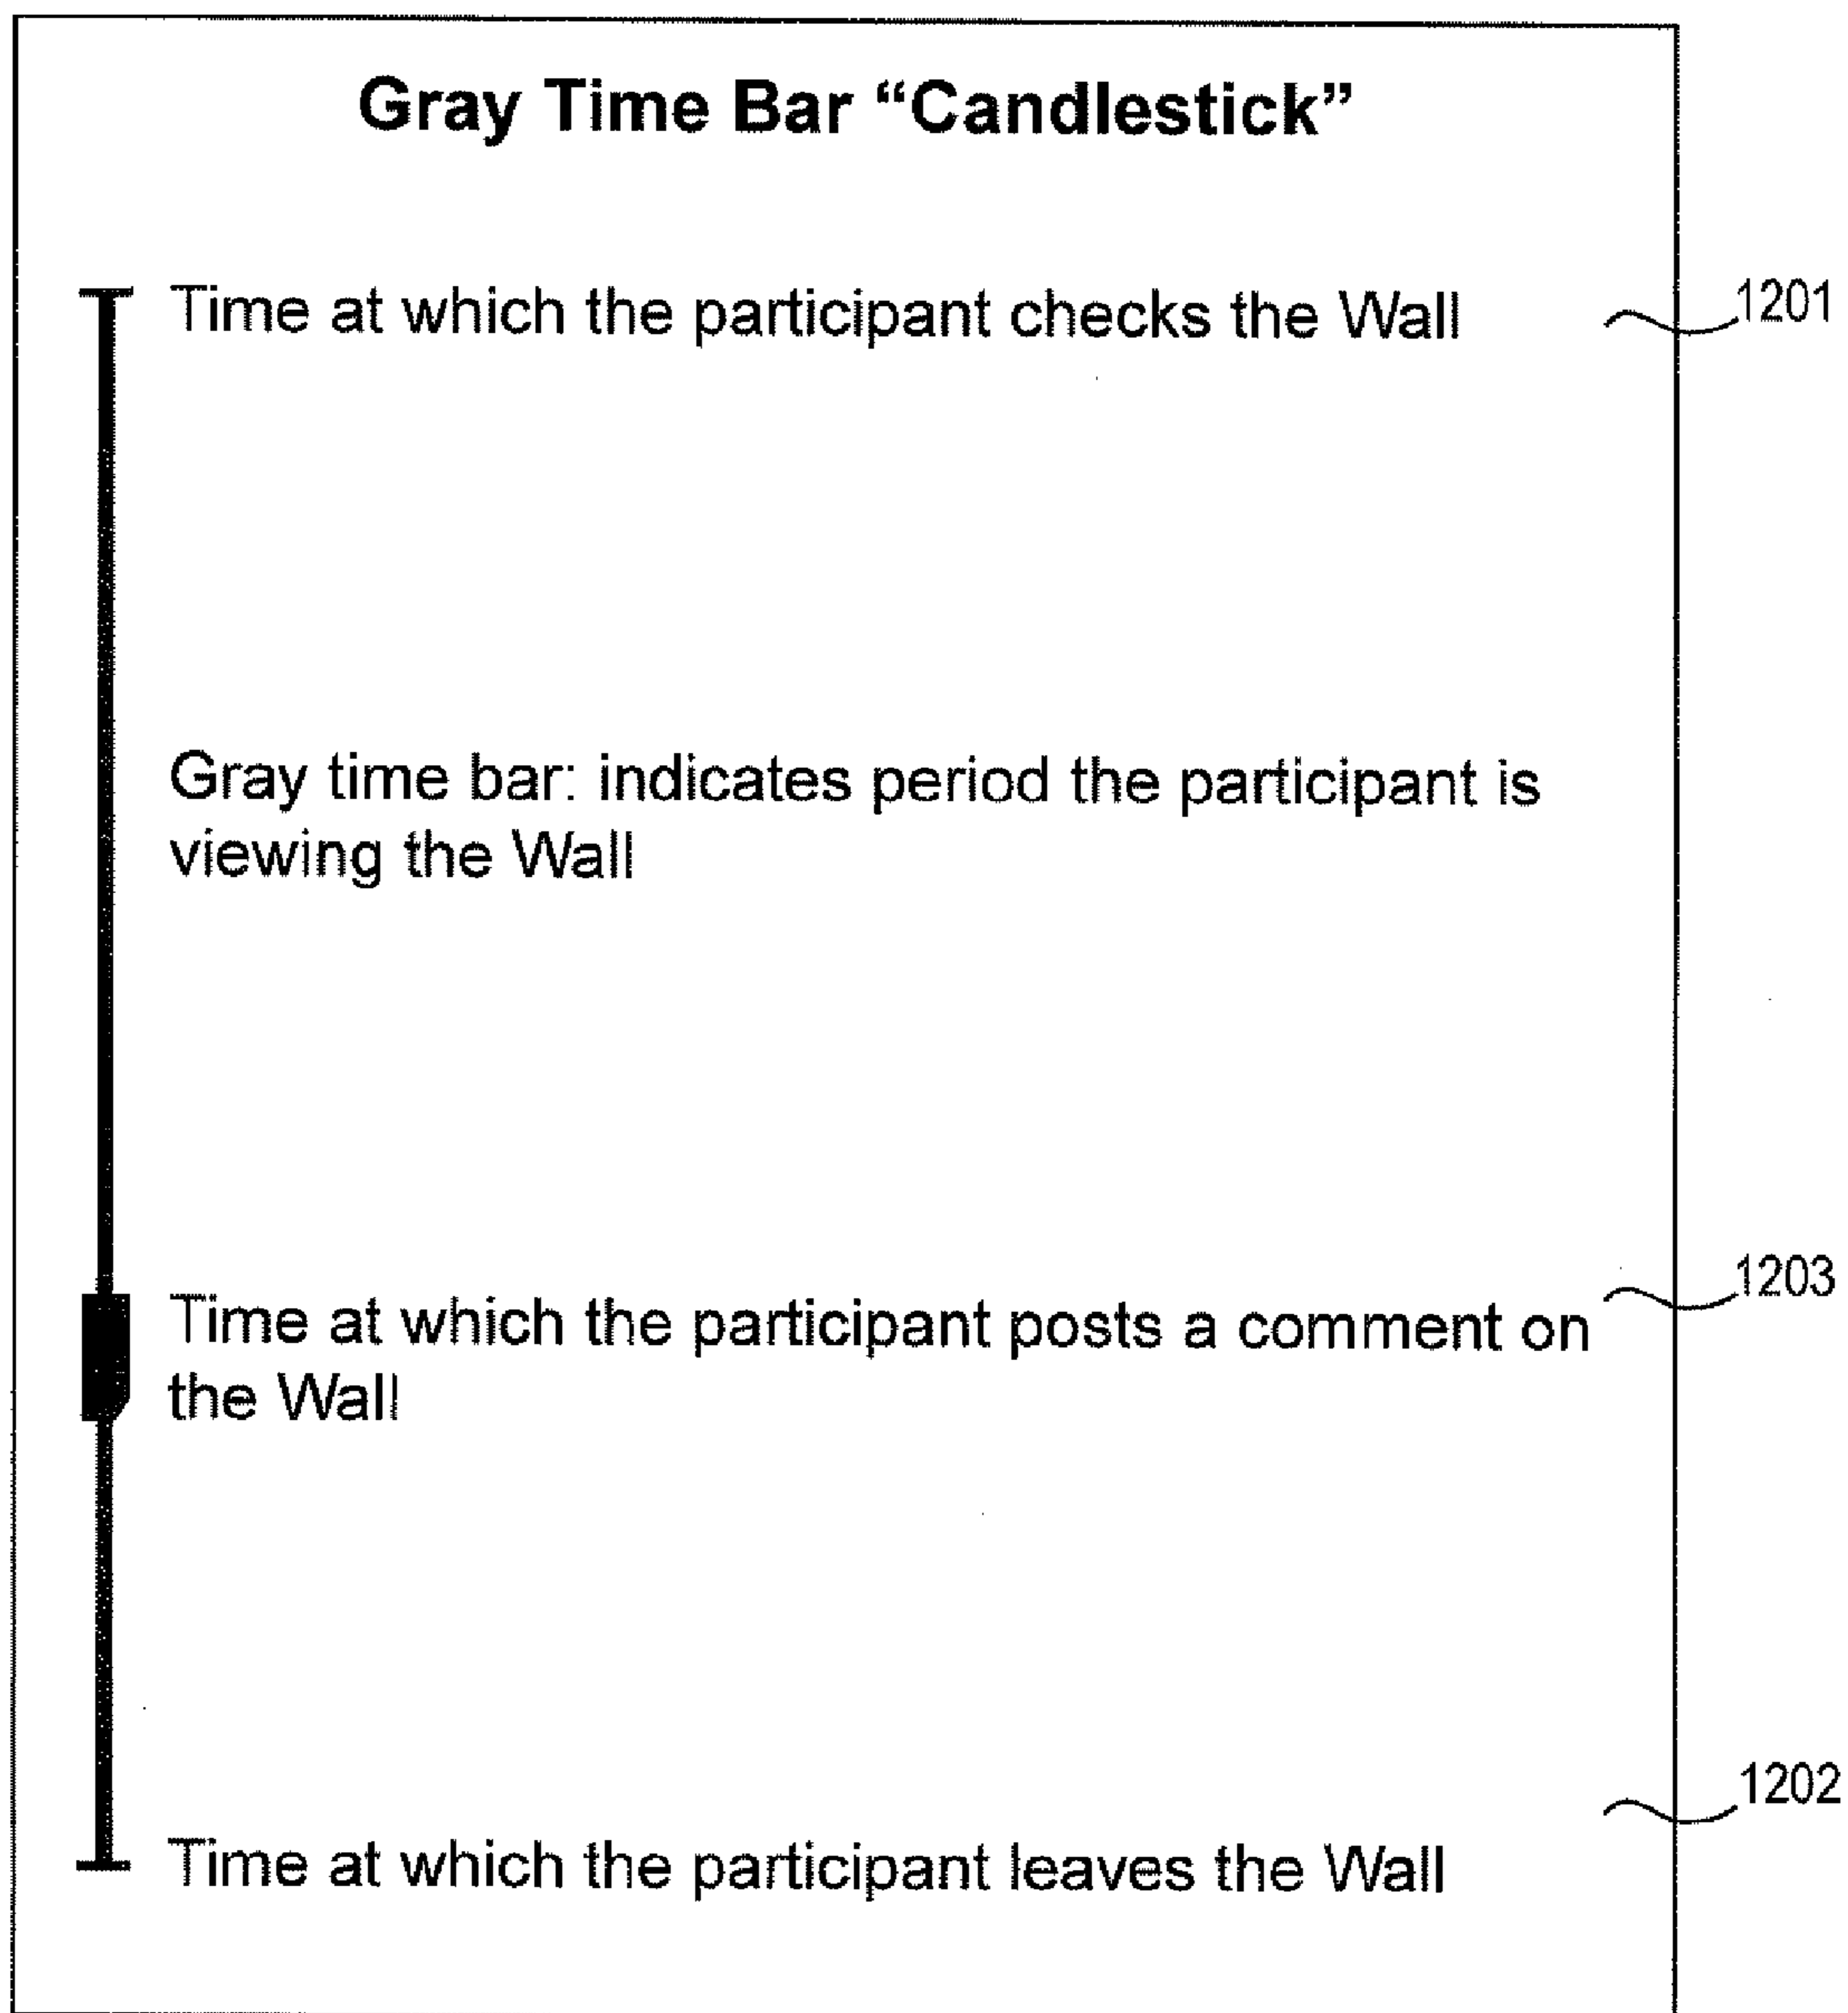 Gray Time Bar “Candlestick”
Time at which the participant checks the Wall
1201
Gray time bar: indicates period the participant is
viewing the Wall
1203
Time at which the participant posts a comment on
the Wall
1202
Time at which the participant leaves the Wall